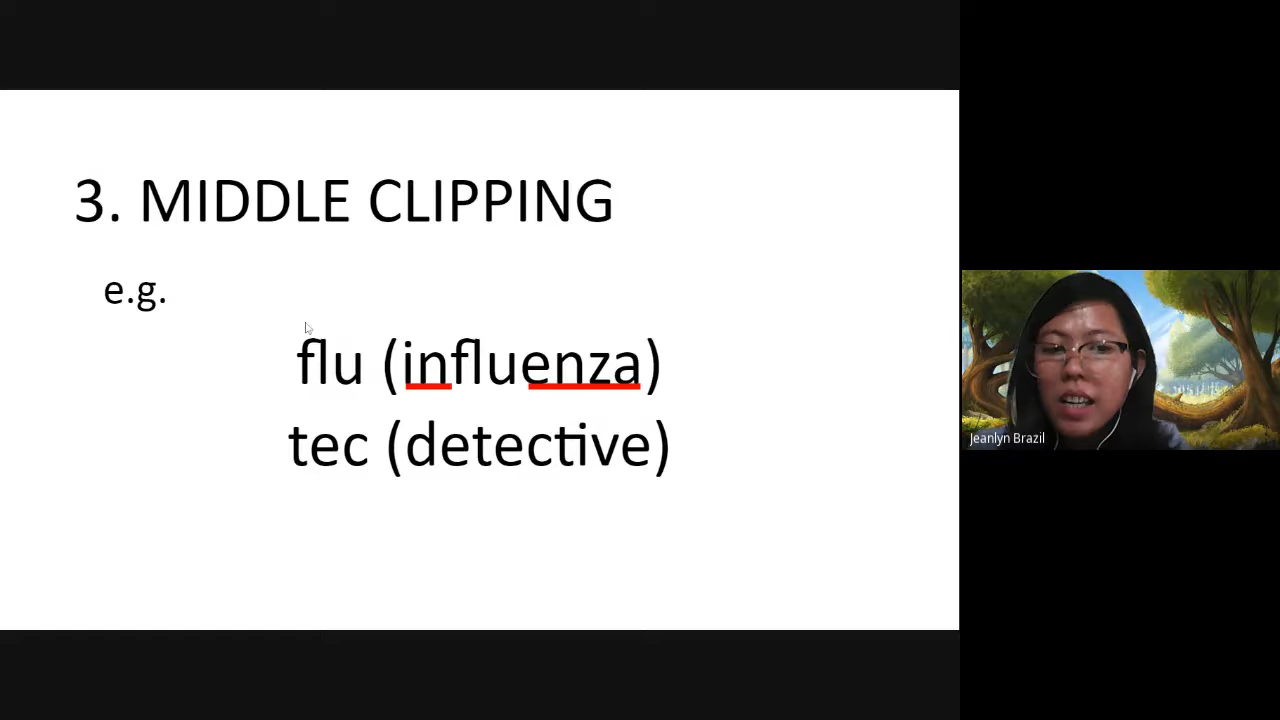 3. MIDDLE CLIPPING
e.g.
flu (influenza)
tec (detective)
Jeanlyn Brazil